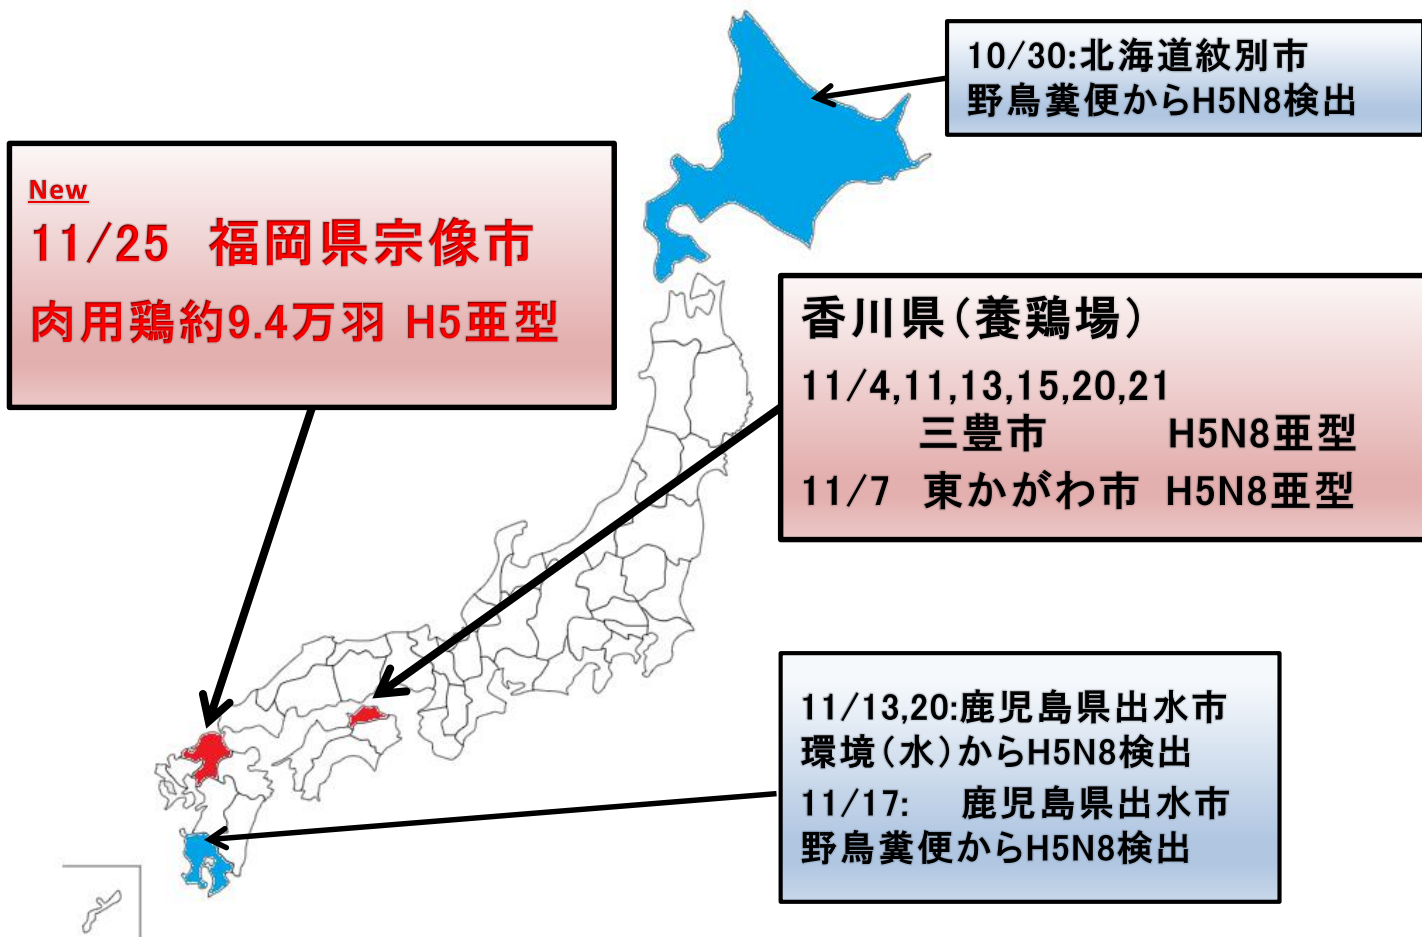 10/30:北海道紋別市
野鳥糞便からH5N8検出
New
11/25 福岡県宗像市
肉用鶏約9.4万羽 H5亜型
香川県(養鶏場)
11/4,11,13,15,20,21
三豊市 H5N8亜型
11/7 東かがわ市 H5N8亜型
11/13,20:鹿児島県出水市
環境(水)からH5N8検出
11/17: 鹿児島県出水市
野鳥糞便からH5N8検出